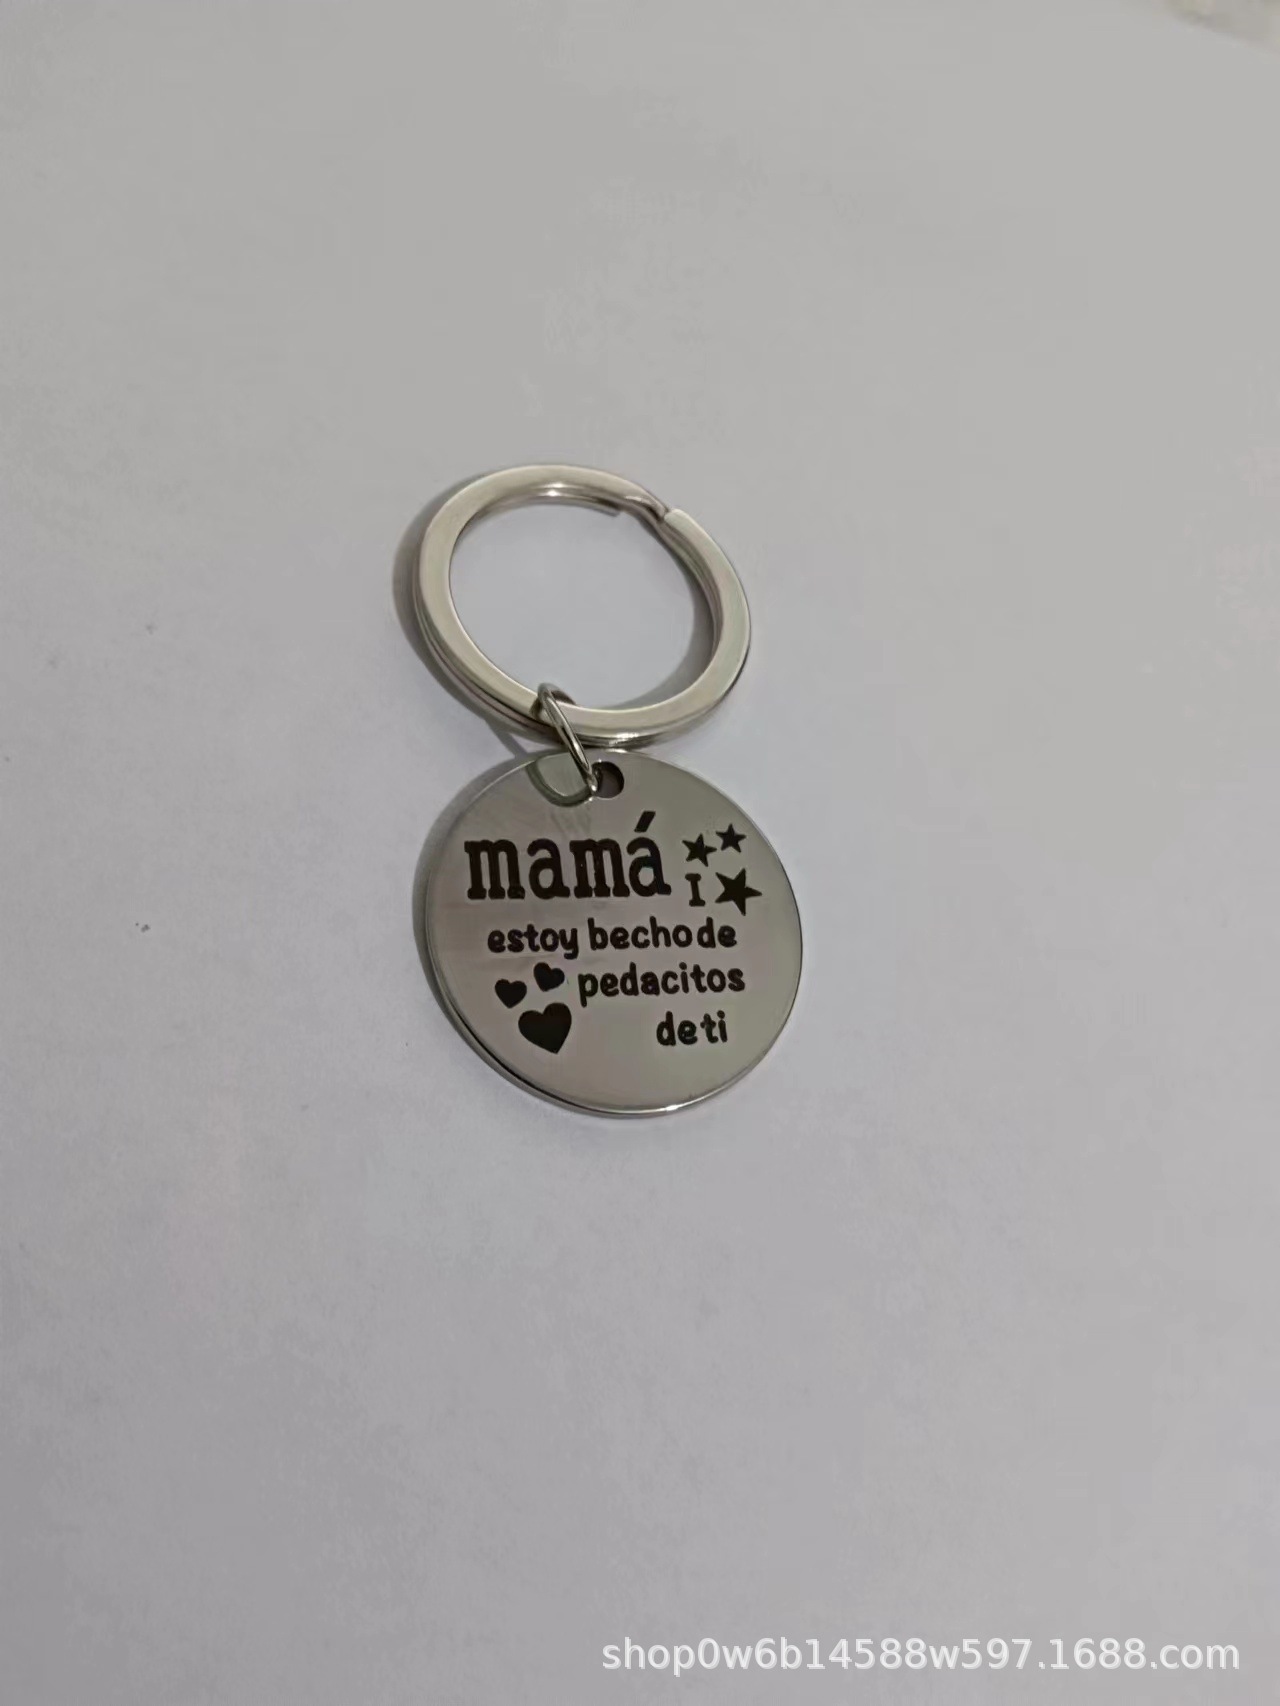 mamá
I
estoy becho de
pedacitos
de ti
shop0w6b14588w597.1688.com